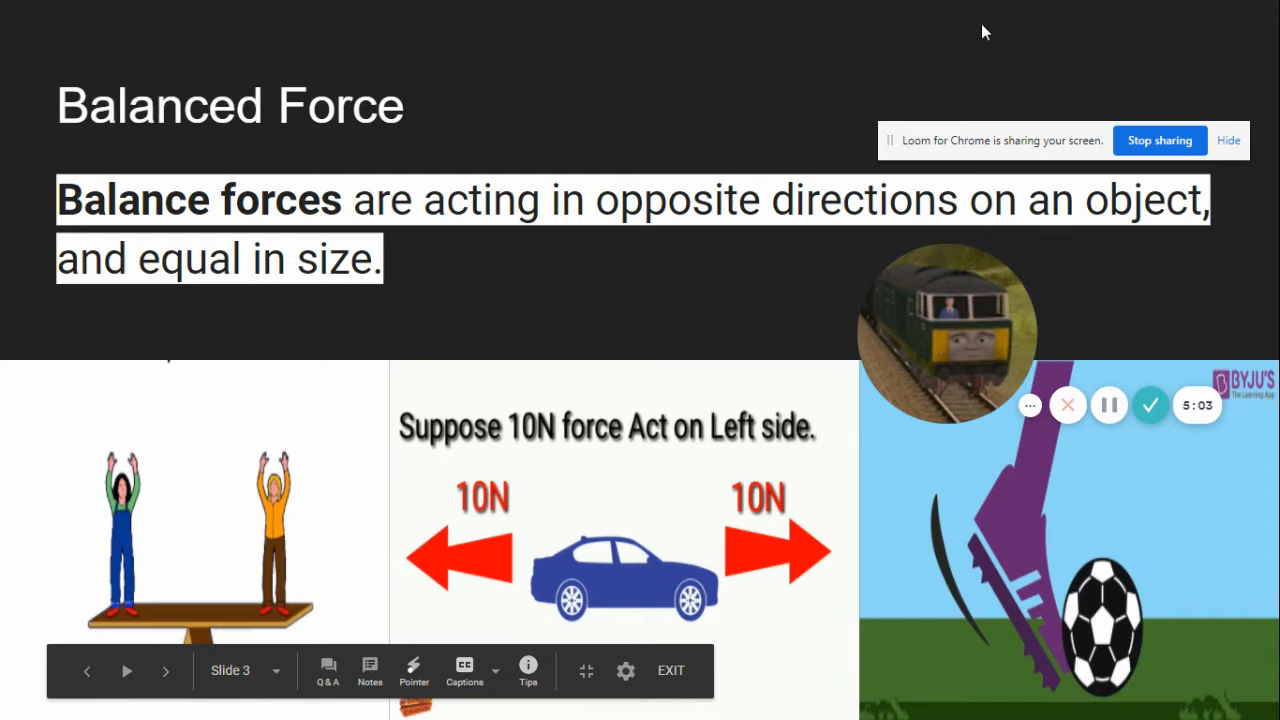 Balanced Force
Loom for Chrome is sharing your screen.
Stop sharing
Hide
Balance forces are acting in opposite directions on an object,
and equal in size.
BYJU'S
The Learning App
5:03
Suppose 10N force Act on Left side.
10N
10N
Slide 3
Q & A
Notes
Pointer
CC
Captions
Tips
EXIT